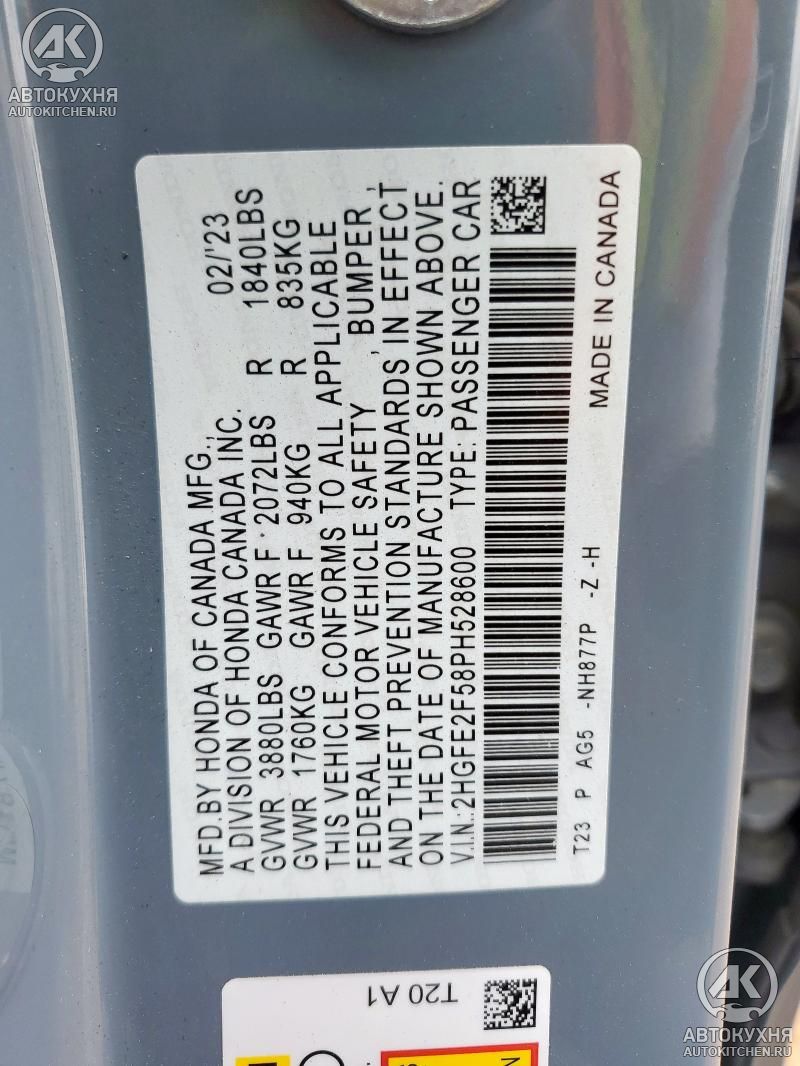 АВТОКУХНЯ
AUTOKITCHEN.RU
MFD.BY HONDA OF CANADA MFG., 02/'23
A DIVISION OF HONDA CANADA INC.
GVWR 3880LBS GAWR F 2072LBS R 1840LBS
GVWR 1760KG GAWR F 940KG R 835KG
THIS VEHICLE CONFORMS TO ALL APPLICABLE
FEDERAL MOTOR VEHICLE SAFETY , BUMPER ,
AND THEFT PREVENTION STANDARDS IN EFFECT
ON THE DATE OF MANUFACTURE SHOWN ABOVE.
V.I.N.:2HGFE2F58PH528600 TYPE: PASSENGER CAR
T23 P AG5 -NH877P -Z -H
MADE IN CANADA
T20 A1
АВТОКУХНЯ
AUTOKITCHEN.RU